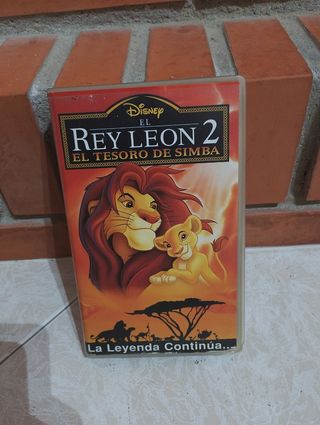 Disney
EL
REY LEON 2
EL TESORO DE SIMBA
La Leyenda Continúa...